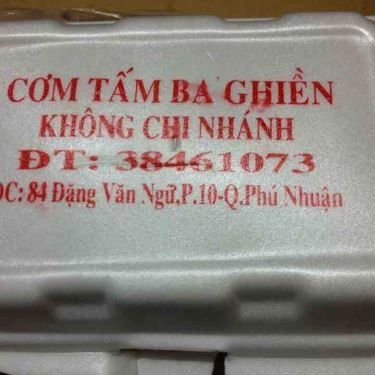 CƠM TẤM BA GHIỀN
KHÔNG CHI NHÁNH
ĐT: 38461073
ĐC: 84 Đặng Văn Ngữ,P.10-Q.Phú Nhuận